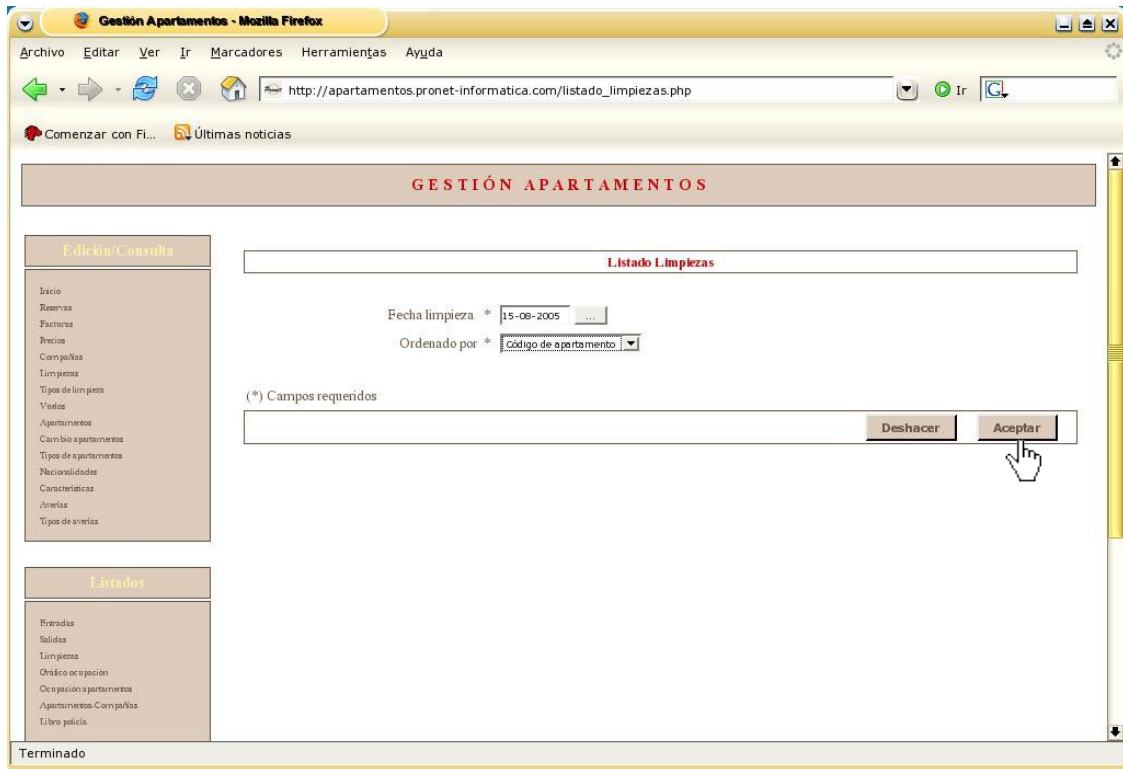 Gestión Apartamentos - Mozilla Firefox
Archivo Editar Ver Ir Marcadores Herramientas Ayuda
http://apartamentos.pronet-informatica.com/listado_limpiezas.php Ir G
Comenzar con Fi... Últimas noticias
GESTIÓN APARTAMENTOS
Edición/Consulta
Inicio
Reservas
Facturas
Precios
Compañías
Limpiezas
Tipos de limpieza
Vuelos
Apartamentos
Cambio apartamentos
Tipos de apartamentos
Nacionalidades
Características
Averías
Tipos de averías
Listados
Entradas
Salidas
Limpiezas
Gráfico ocupación
Ocupación apartamentos
Apartamentos-Compañías
Libro policía
Listado Limpiezas
Fecha limpieza * 15-08-2005 ...
Ordenado por * Código de apartamento
(*) Campos requeridos
Deshacer Aceptar
Terminado